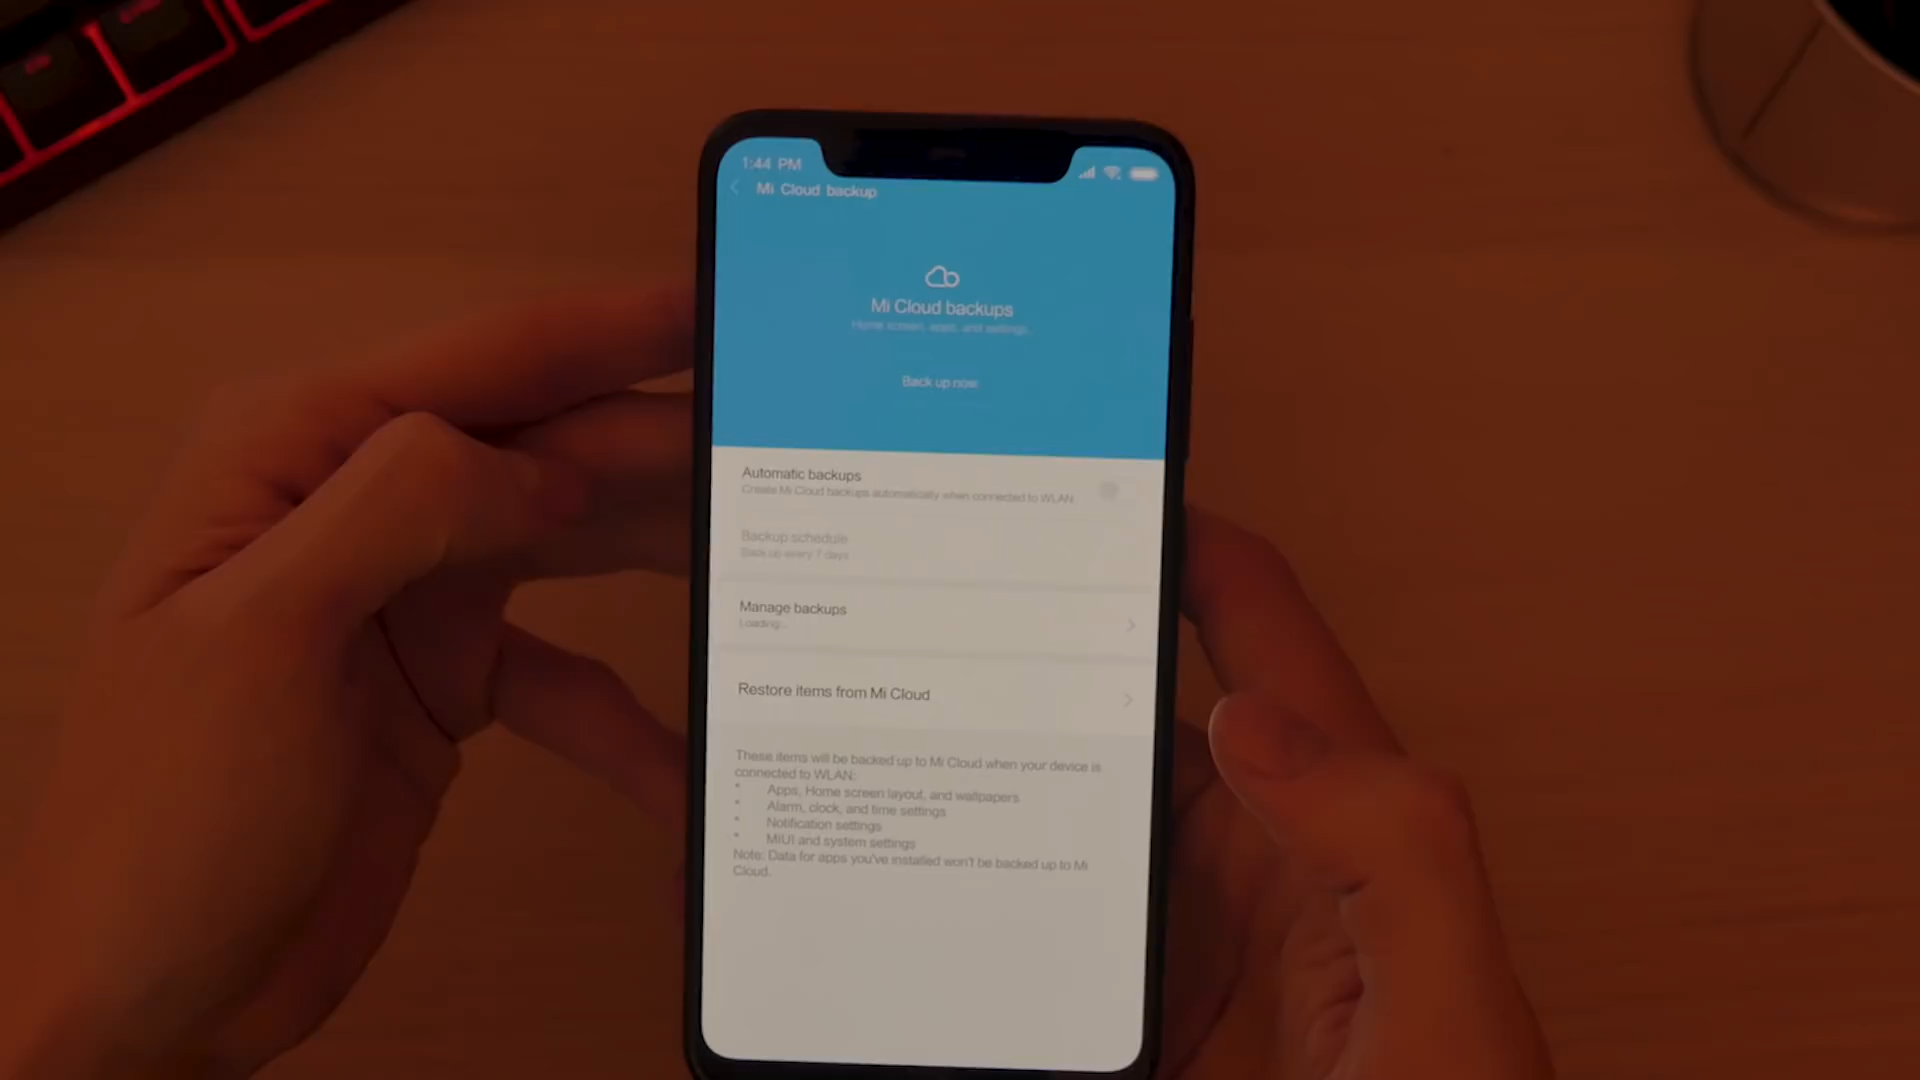 1:44 PM
Mi Cloud backup
Mi Cloud backups
Home screen, apps, and settings.
Back up now
Automatic backups
Create Mi Cloud backups automatically when connected to WLAN
Backup schedule
Back up every 7 days
Manage backups
Loading...
Restore items from Mi Cloud
These items will be backed up to Mi Cloud when your device is
connected to WLAN:
* Apps, Home screen layout, and wallpapers
* Alarm, clock, and time settings
* Notification settings
* MIUI and system settings
Note: Data for apps you've installed won't be backed up to Mi
Cloud.